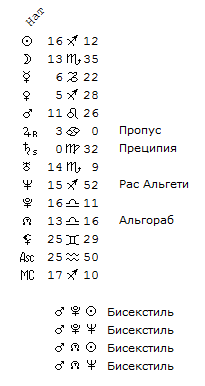 Нат
☉ 16 ♐ 12
☽ 13 ♏ 35
☿ 6 ♑ 22
♀ 5 ♐ 28
♂ 11 ♌ 26
♃R 3 ♋ 0 Пропус
♄s 0 ♍ 32 Преципия
♅ 14 ♏ 9
♆ 15 ♐ 52 Рас Альгети
♇ 16 ♎ 11
☊ 13 ♎ 16 Альгораб
⚸ 25 ♊ 29
Asc 25 ♒ 50
MC 17 ♐ 10
♂ ♇ ☉ Бисекстиль
♂ ♇ ♆ Бисекстиль
♂ ☊ ☉ Бисекстиль
♂ ☊ ♆ Бисекстиль